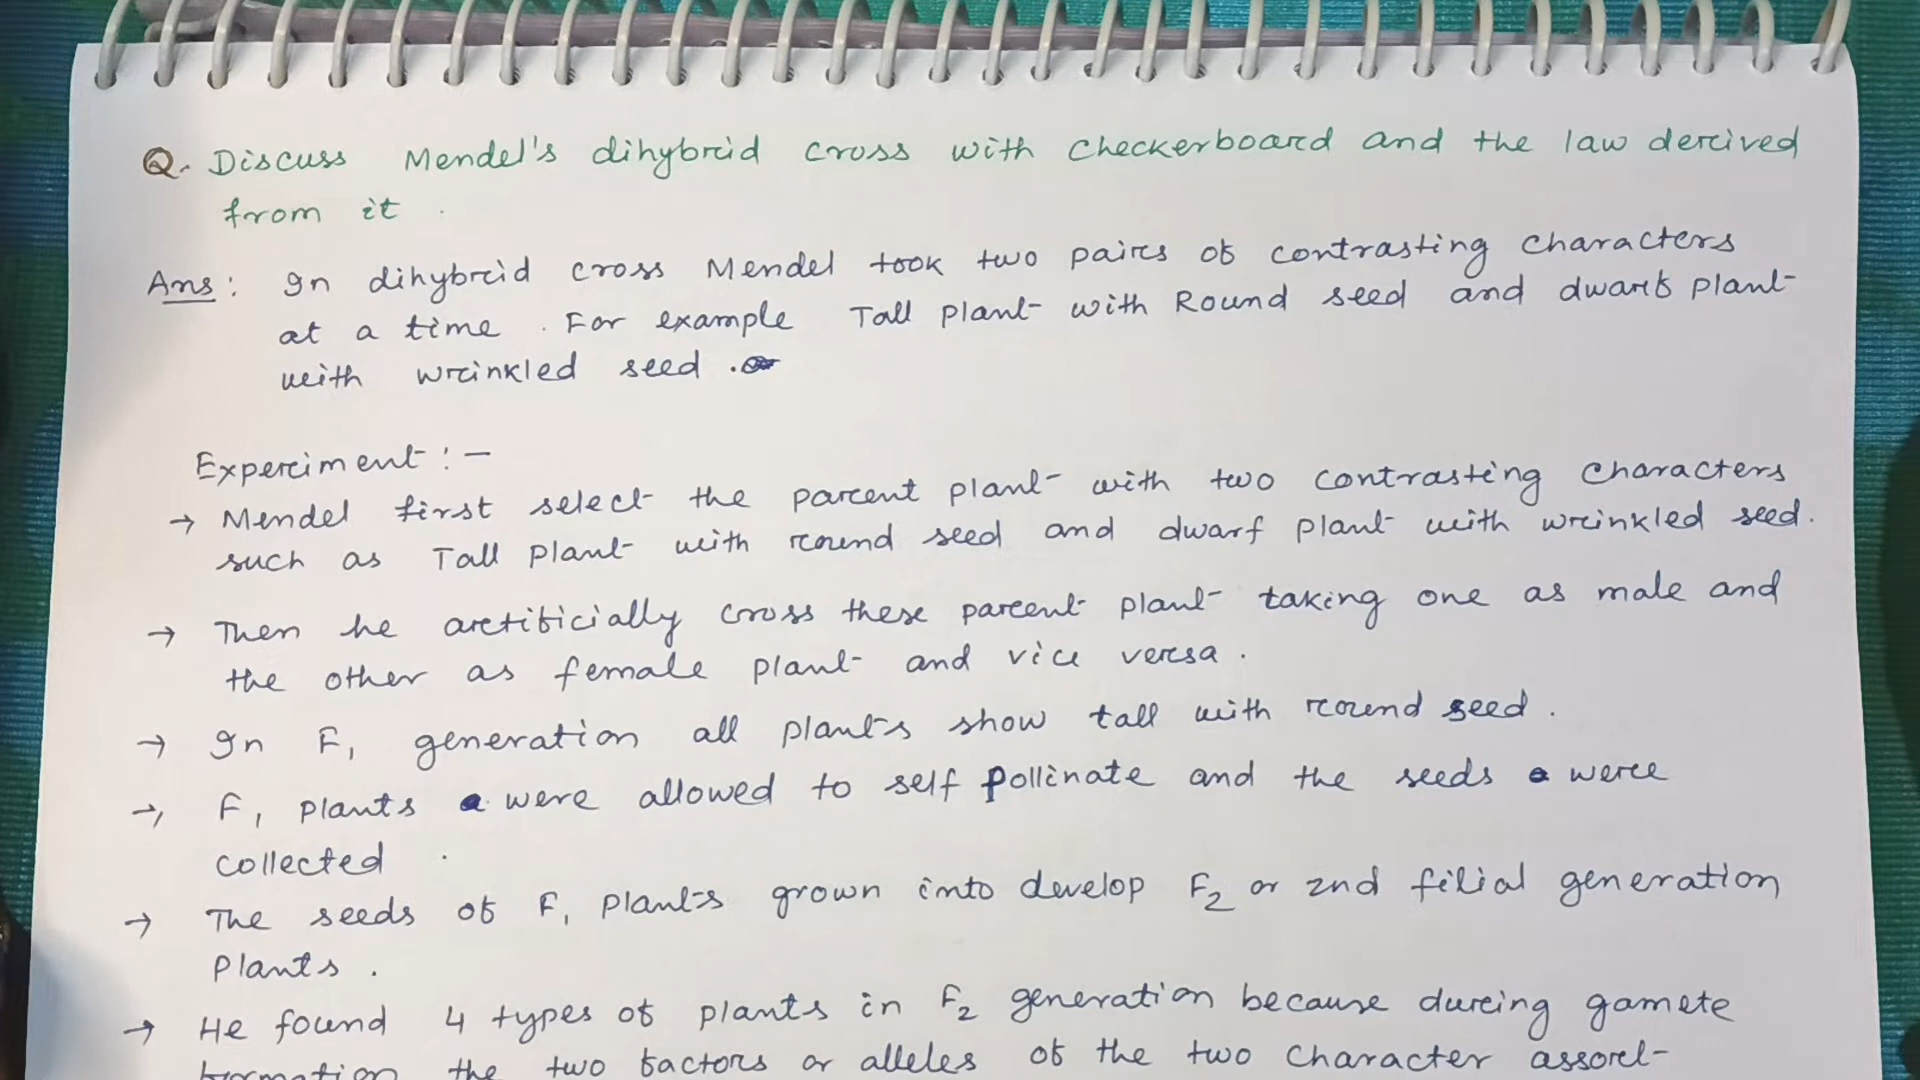 Q. Discuss Mendel's dihybrid cross with checkerboard and the law derived
from it.
Ans: In dihybrid cross Mendel took two pairs of contrasting characters
at a time. For example Tall plant with Round seed and dwarf plant
with wrinkled seed.
Experiment :-
→ Mendel first select the parent plant with two contrasting characters
such as Tall plant with round seed and dwarf plant with wrinkled seed.
→ Then he artificially cross these parent plant taking one as male and
the other as female plant and vice versa.
→ In F₁ generation all plants show tall with round seed.
→ F₁ plants were allowed to self pollinate and the seeds were
collected.
→ The seeds of F₁ plants grown into develop F₂ or 2nd filial generation
plants.
→ He found 4 types of plants in F₂ generation because during gamete
formation the two factors or alleles of the two character assort